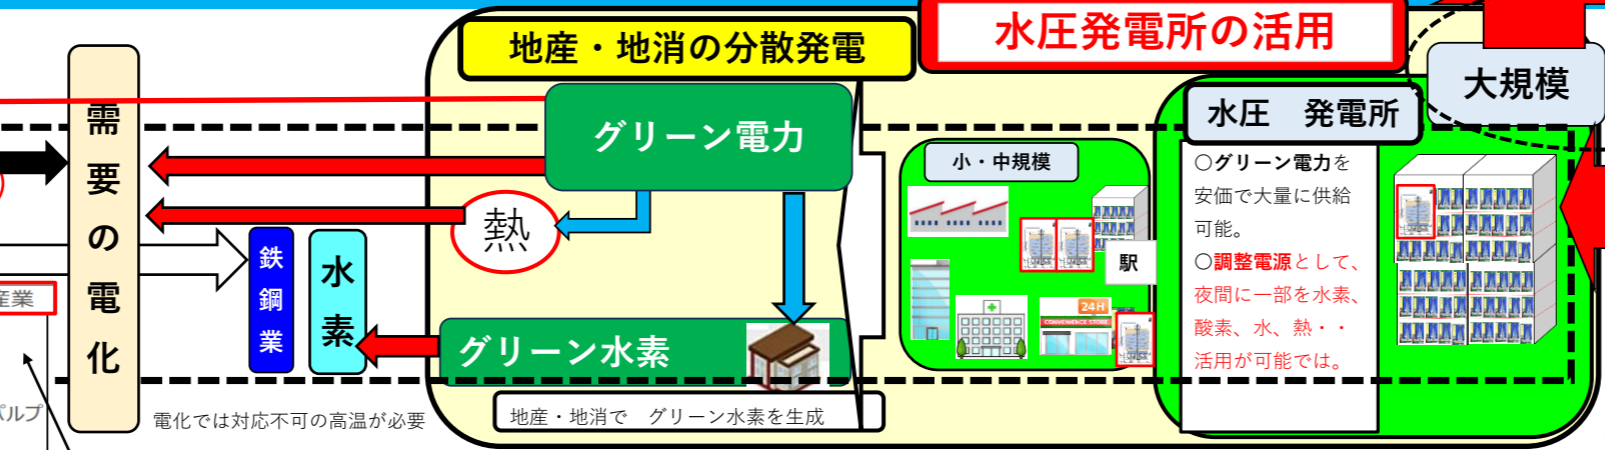 水圧発電所の活用
地産・地消の分散発電
大規模
水圧　発電所
需要の電化
グリーン電力
小・中規模
〇グリーン電力を
安価で大量に供給
可能。
〇調整電源として、
夜間に一部を水素、
酸素、水、熱・・
活用が可能では。
熱
駅
鉄鋼業
水素
24H
産業
グリーン水素
パルプ
電化では対応不可の高温が必要
地産・地消で　グリーン水素を生成